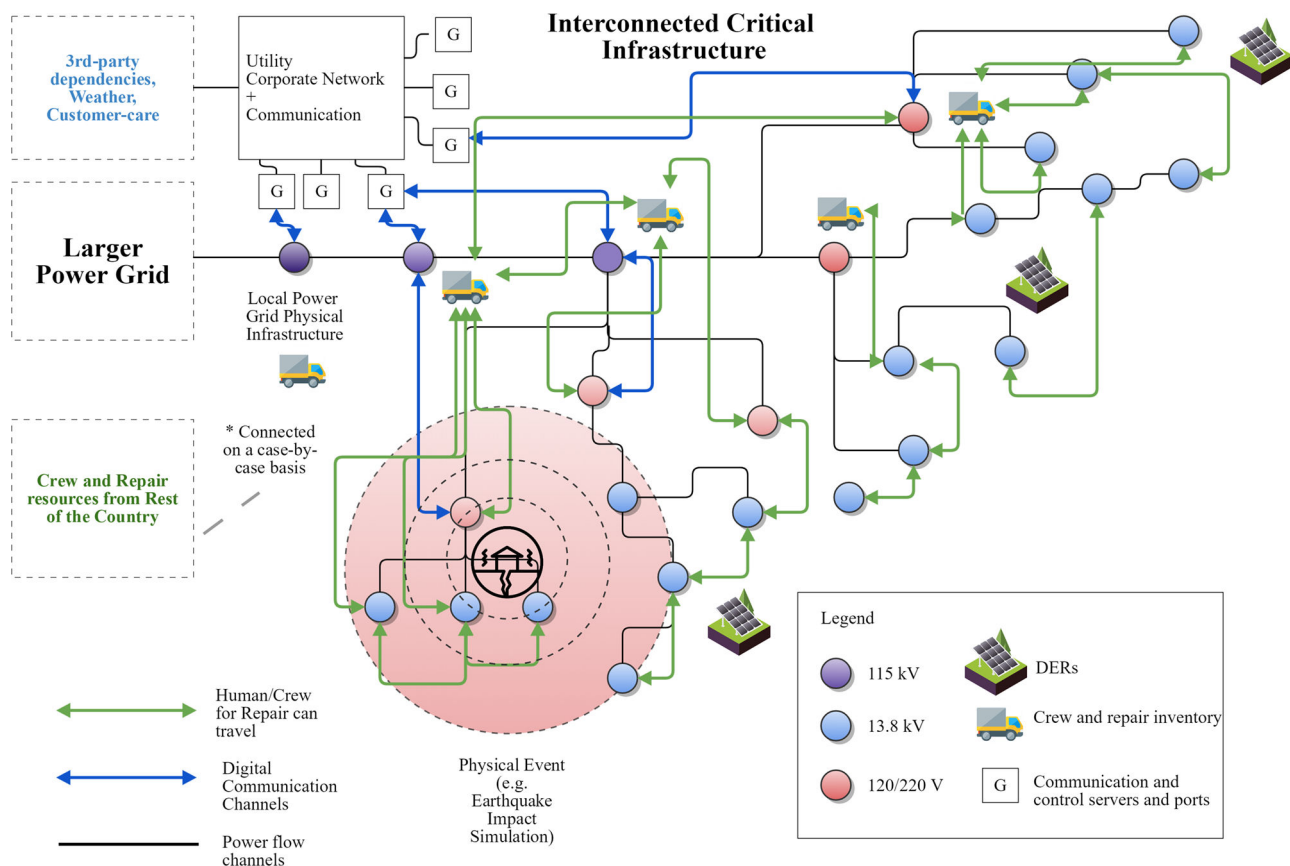 Interconnected Critical
Infrastructure
3rd-party
dependencies,
Weather,
Customer-care
Utility
Corporate Network
+
Communication
G
G
G
G
G
G
Larger
Power Grid
Local Power
Grid Physical
Infrastructure
* Connected
on a case-by-
case basis
Crew and Repair
resources from Rest
of the Country
Human/Crew
for Repair can
travel
Digital
Communication
Channels
Power flow
channels
Physical Event
(e.g.
Earthquake
Impact
Simulation)
Legend
115 kV
DERs
13.8 kV
Crew and repair inventory
120/220 V
G
Communication and
control servers and ports